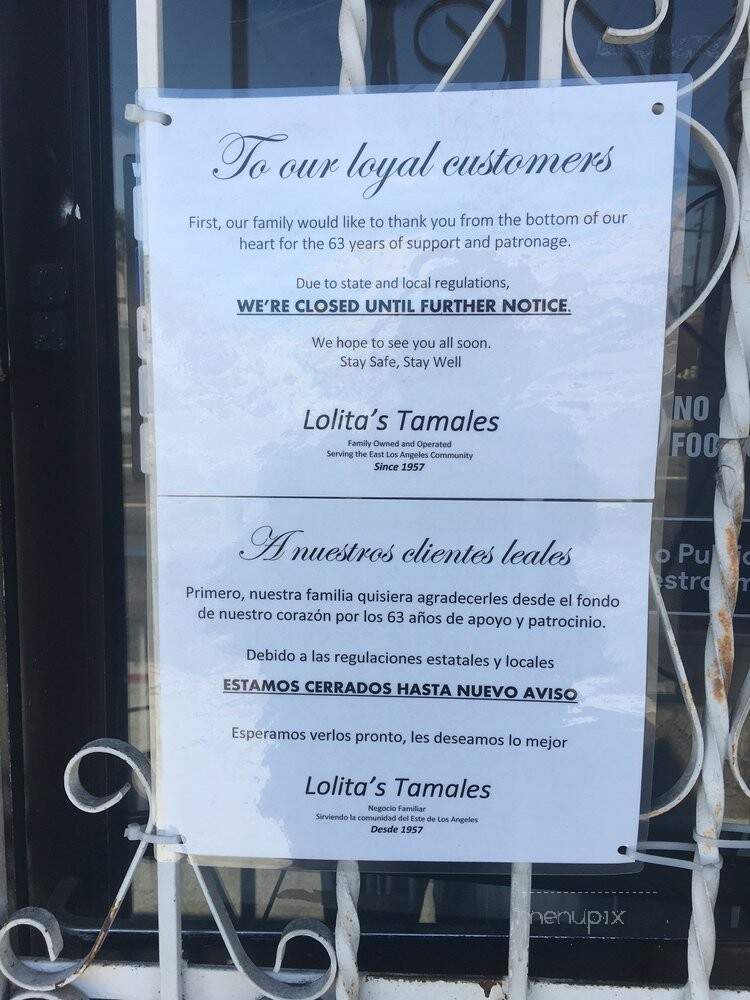 To our loyal customers
First, our family would like to thank you from the bottom of our
heart for the 63 years of support and patronage.
Due to state and local regulations,
WE'RE CLOSED UNTIL FURTHER NOTICE.
We hope to see you all soon.
Stay Safe, Stay Well
Lolita's Tamales
Family Owned and Operated
Serving the East Los Angeles Community
Since 1957
A nuestros clientes leales
Primero, nuestra familia quisiera agradecerles desde el fondo
de nuestro corazón por los 63 años de apoyo y patrocinio.
Debido a las regulaciones estatales y locales
ESTAMOS CERRADOS HASTA NUEVO AVISO
Esperamos verlos pronto, les deseamos lo mejor
Lolita's Tamales
Negocio Familiar
Sirviendo la comunidad del Este de Los Angeles
Desde 1957
NO
menupix